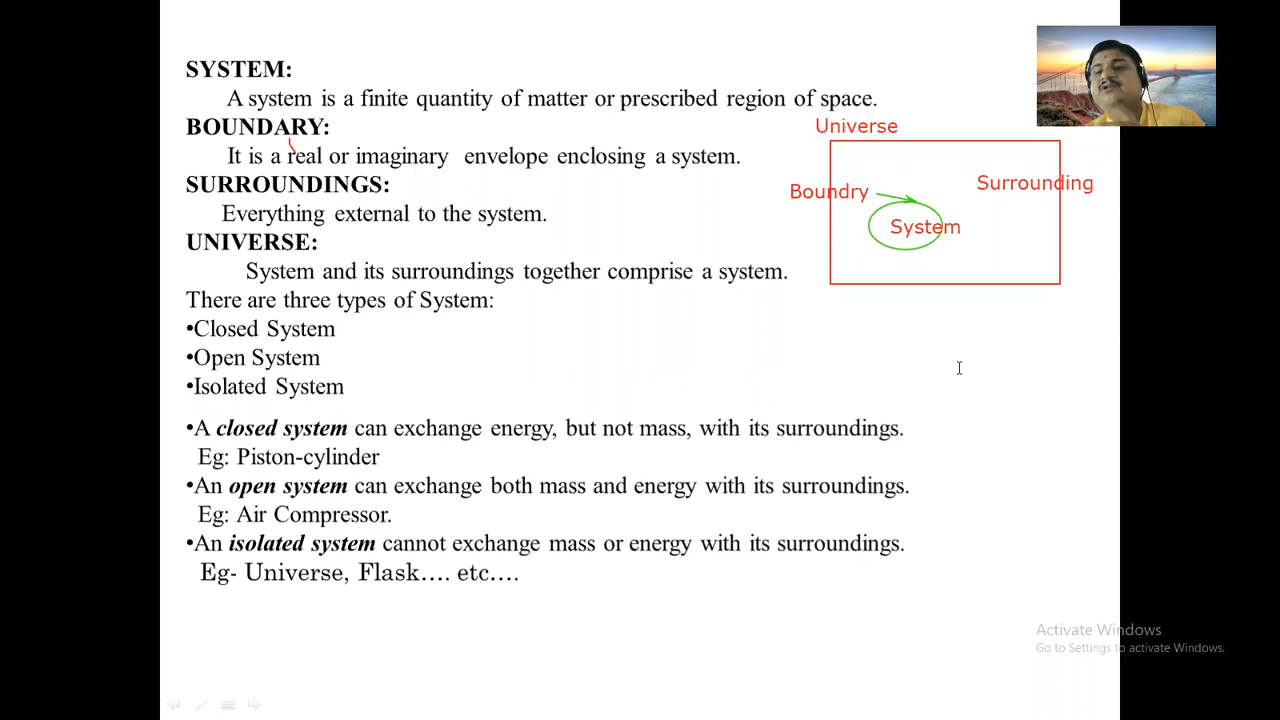 SYSTEM:
A system is a finite quantity of matter or prescribed region of space.
BOUNDARY:
It is a real or imaginary envelope enclosing a system.
SURROUNDINGS:
Everything external to the system.
UNIVERSE:
System and its surroundings together comprise a system.
There are three types of System:
•Closed System
•Open System
•Isolated System
•A closed system can exchange energy, but not mass, with its surroundings.
Eg: Piston-cylinder
•An open system can exchange both mass and energy with its surroundings.
Eg: Air Compressor.
•An isolated system cannot exchange mass or energy with its surroundings.
Eg- Universe, Flask…. etc….
Universe
Surrounding
Boundry
System
Activate Windows
Go to Settings to activate Windows.